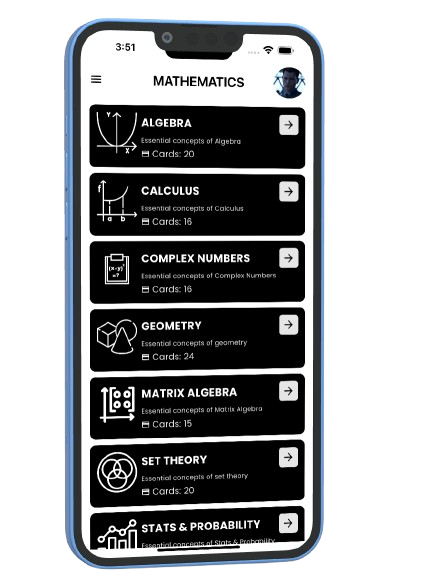 3:51
MATHEMATICS
ALGEBRA
Essential concepts of Algebra
Cards: 20
Y
X
CALCULUS
Essential concepts of Calculus
Cards: 16
f
a b
COMPLEX NUMBERS
Essential concepts of Complex Numbers
Cards: 16
(x-y)²
=?
GEOMETRY
Essential concepts of geometry
Cards: 24
MATRIX ALGEBRA
Essential concepts of Matrix Algebra
Cards: 15
SET THEORY
Essential concepts of set theory
Cards: 20
STATS & PROBABILITY
Essential concepts of Stats & Probability